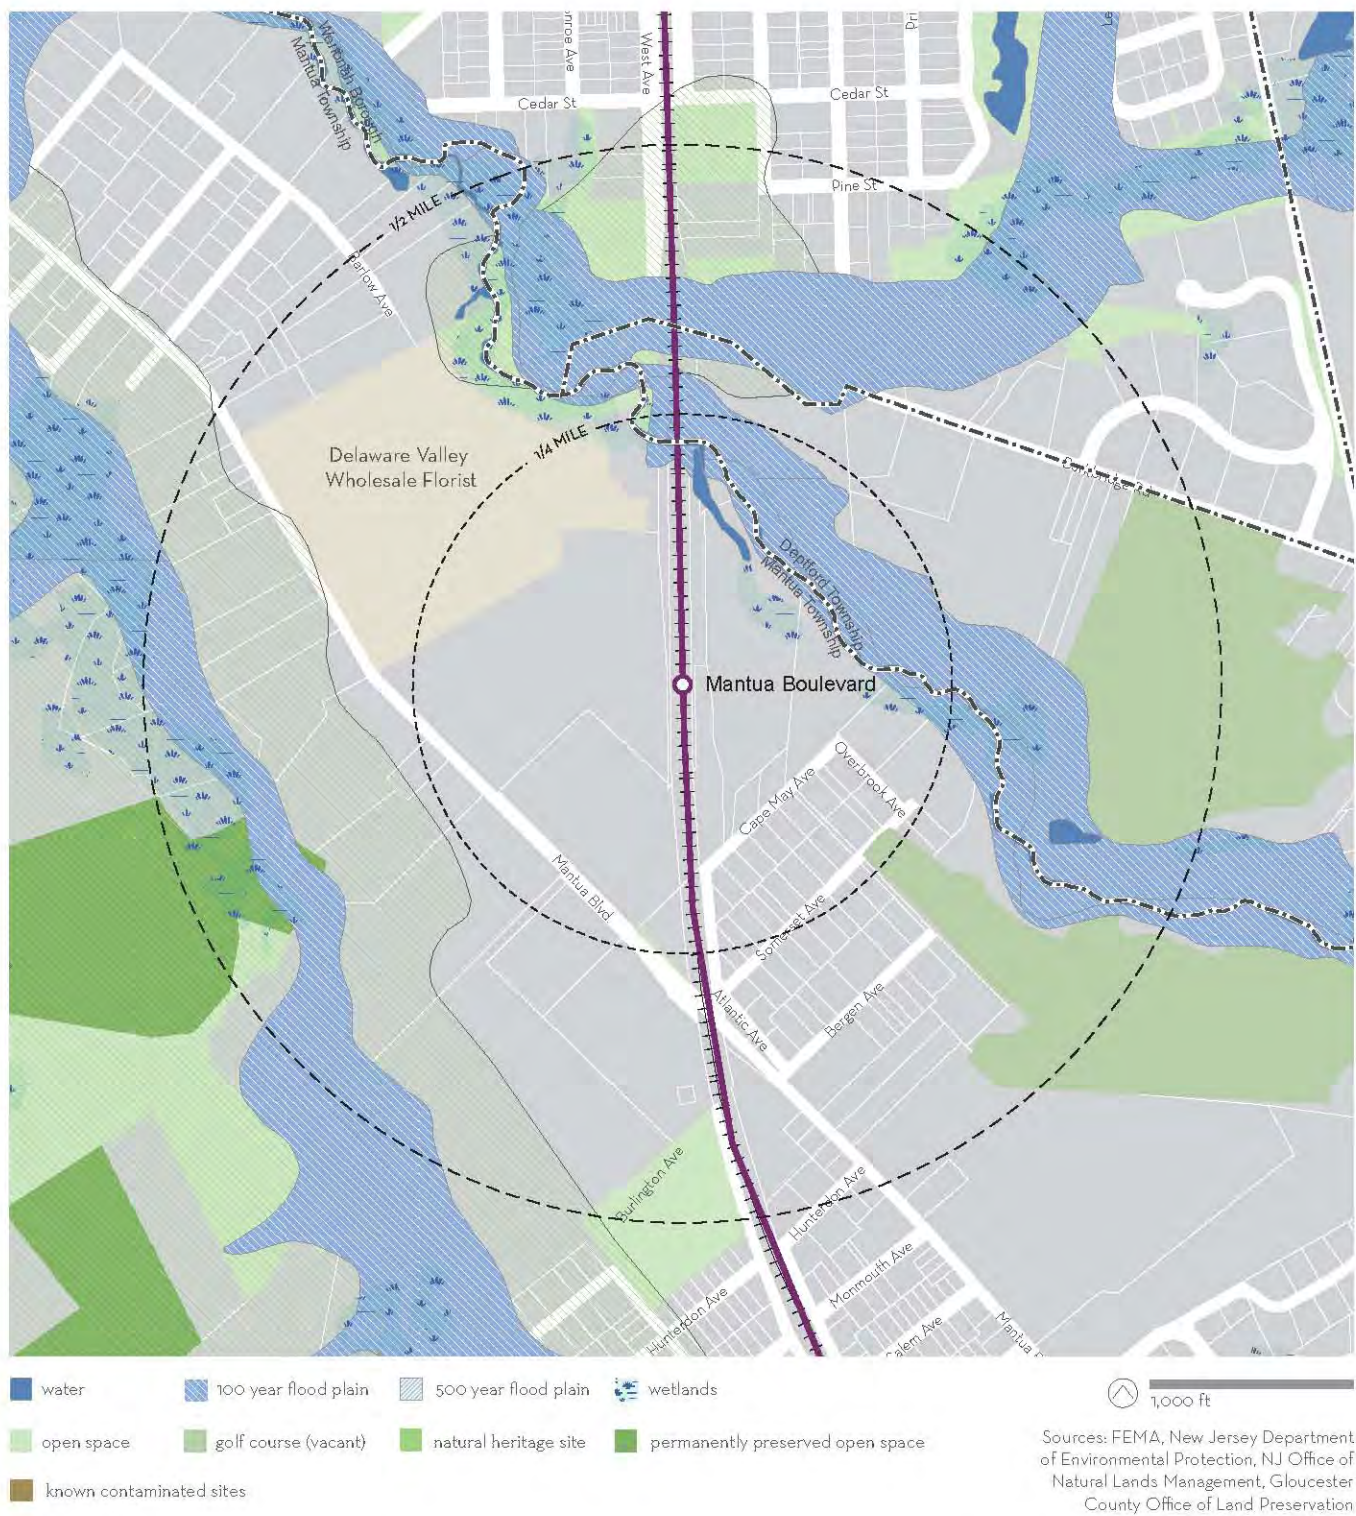 Wenonah Borough
Mantua Township
onroe Ave
West Ave
Cedar St
Cedar St
Pine St
1/2 MILE
Barlow Ave
1/4 MILE
Delaware Valley
Wholesale Florist
Deptford Township
Mantua Township
Mantua Boulevard
Overbrook Ave
Cape May Ave
Mantua Blvd
Somerset Ave
Bergen Ave
Atlantic Ave
Burlington Ave
Hunterdon Ave
Monmouth Ave
Hunterdon Ave
Salem Ave
Mantua
water
100 year flood plain
500 year flood plain
wetlands
open space
golf course (vacant)
natural heritage site
permanently preserved open space
known contaminated sites
1,000 ft
Sources: FEMA, New Jersey Department
of Environmental Protection, NJ Office of
Natural Lands Management, Gloucester
County Office of Land Preservation